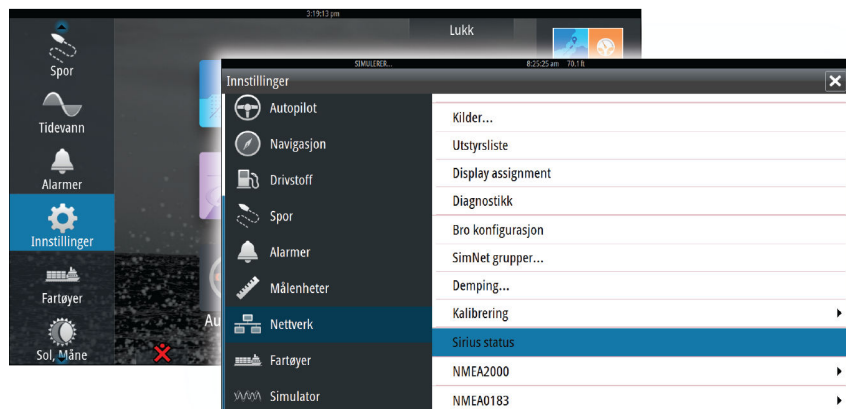 3:19:13 pm
Lukk
Spor
Tidevann
Alarmer
Innstillinger
Fartøyer
Sol, Måne
Au
SIMULERER...
8:25:25 am 70.1 ft
Innstillinger
Autopilot
Navigasjon
Drivstoff
Spor
Alarmer
Målenheter
Nettverk
Fartøyer
Simulator
Kilder...
Utstyrsliste
Display assignment
Diagnostikk
Bro konfigurasjon
SimNet grupper...
Demping...
Kalibrering
Sirius status
NMEA2000
NMEA0183